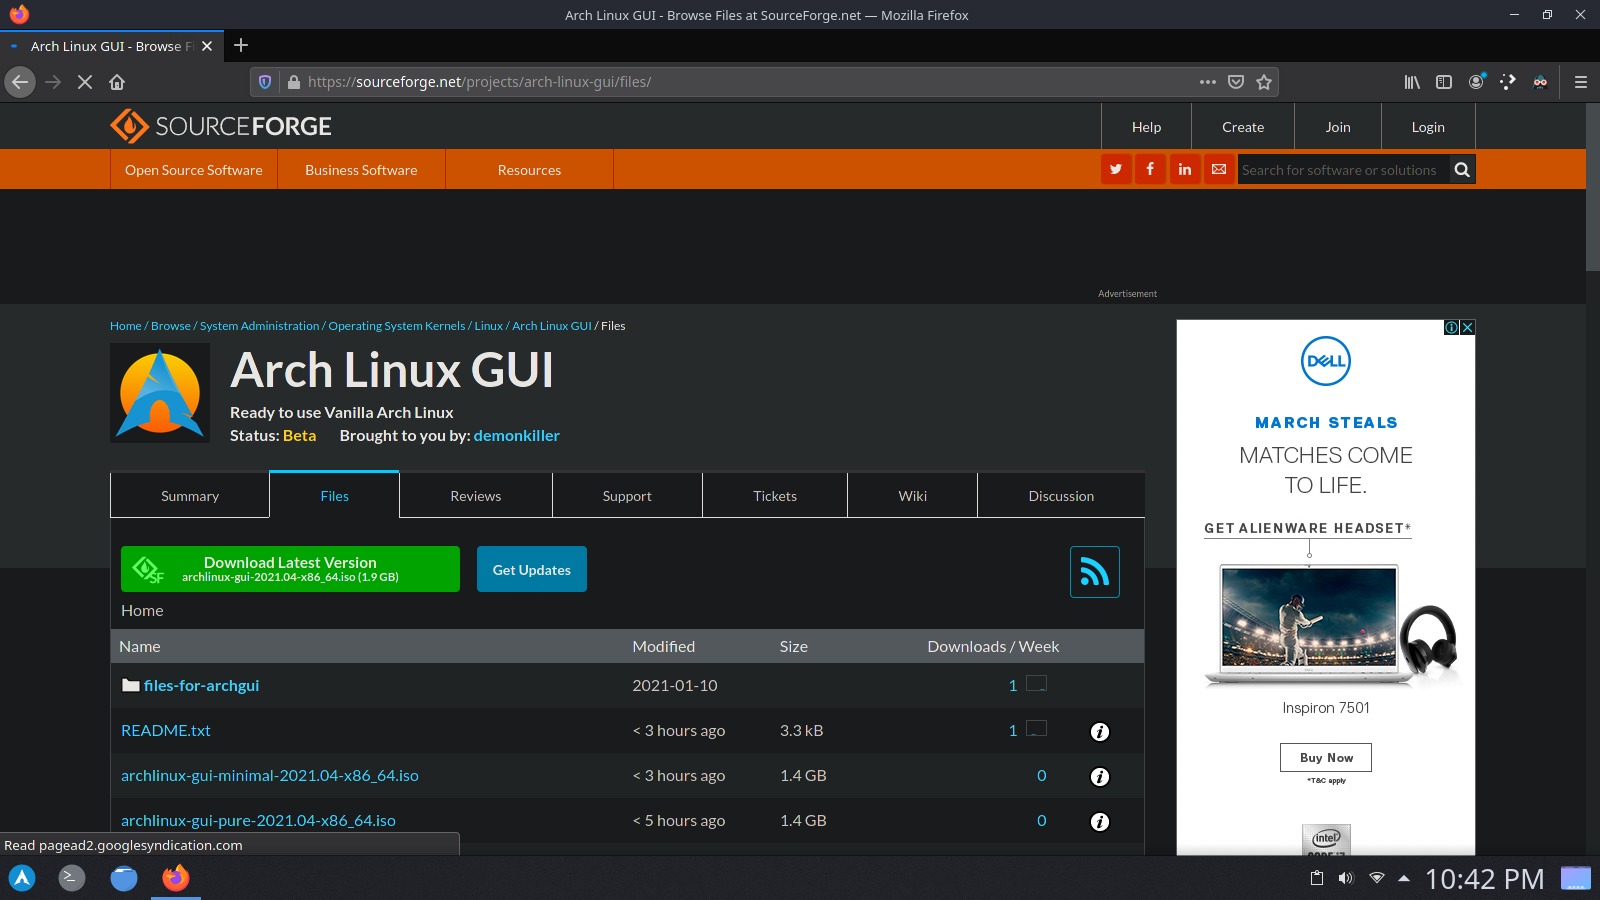 Arch Linux GUI - Browse Files at SourceForge.net — Mozilla Firefox
Arch Linux GUI - Browse Fi
https://sourceforge.net/projects/arch-linux-gui/files/
SOURCEFORGE
Help
Create
Join
Login
Open Source Software
Business Software
Resources
Search for software or solutions
Advertisement
Home / Browse / System Administration / Operating System Kernels / Linux / Arch Linux GUI / Files
Arch Linux GUI
Ready to use Vanilla Arch Linux
Status: Beta
Brought to you by: demonkiller
Summary
Files
Reviews
Support
Tickets
Wiki
Discussion
Download Latest Version
archlinux-gui-2021.04-x86_64.iso (1.9 GB)
SF
Get Updates
Home
Name Modified Size Downloads / Week
files-for-archgui 2021-01-10 1
README.txt < 3 hours ago 3.3 kB 1
archlinux-gui-minimal-2021.04-x86_64.iso < 3 hours ago 1.4 GB 0
archlinux-gui-pure-2021.04-x86_64.iso < 5 hours ago 1.4 GB 0
DELL
MARCH STEALS
MATCHES COME
TO LIFE.
GET ALIENWARE HEADSET*
Inspiron 7501
Buy Now
*T&C apply
intel
CORE i7
Read pagead2.googlesyndication.com
10:42 PM